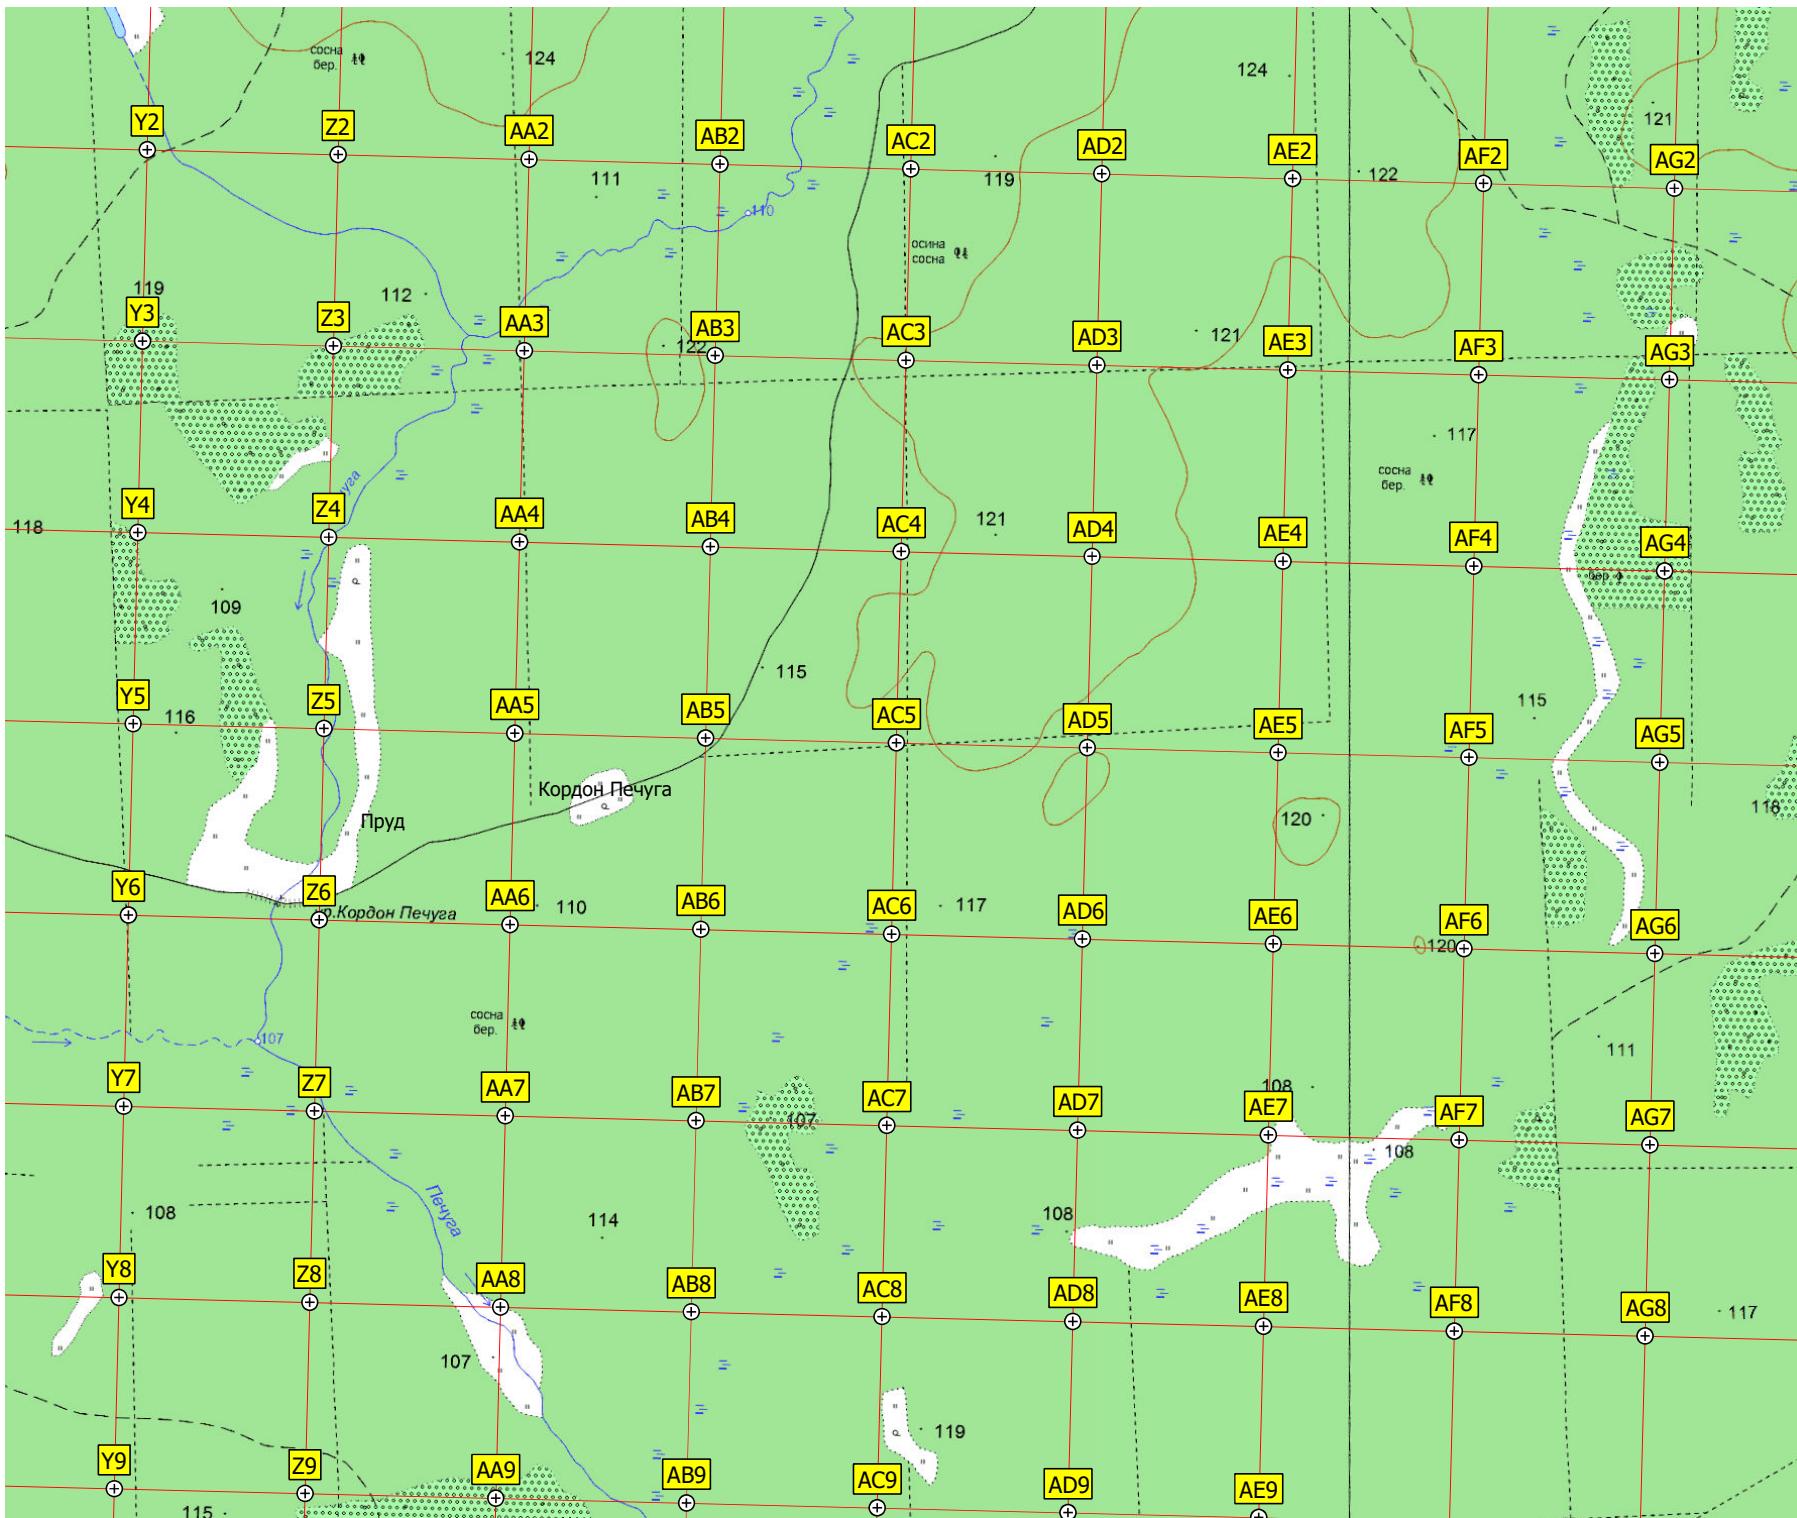 сосна
бер.
124
124
121
Y2
Z2
AA2
AB2
AC2
AD2
AE2
AF2
AG2
111
119
122
110
осина
сосна
119
112
Y3
Z3
AA3
AB3
AC3
AD3
AE3
AF3
AG3
122
121
117
сосна
бер.
Y4
Z4
AA4
AB4
AC4
AD4
AE4
AF4
AG4
118
121
бер.
109
115
115
Y5
Z5
AA5
AB5
AC5
AD5
AE5
AF5
AG5
116
Кордон Печуга
Пруд
120
118
Y6
Z6
AA6
AB6
AC6
AD6
AE6
AF6
AG6
ур.Кордон Печуга
110
117
120
сосна
бер.
107
111
108
Y7
Z7
AA7
AB7
AC7
AD7
AE7
AF7
AG7
107
108
Печуга
108
114
108
Y8
Z8
AA8
AB8
AC8
AD8
AE8
AF8
AG8
117
107
119
Y9
Z9
AA9
AB9
AC9
AD9
AE9
115